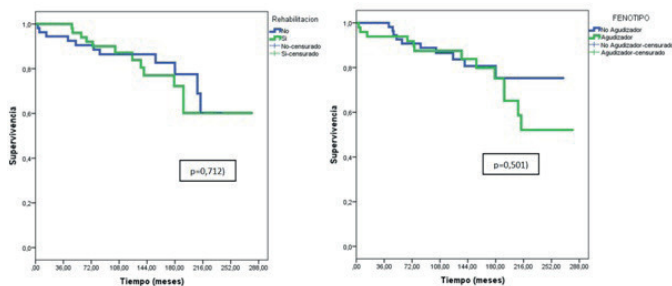 Rehabilitacion
No
Si
No-censurado
Si-censurado
1,0
0,8
0,6
0,4
0,2
0,0
Supervivencia
p=0,712)
,00 36,00 72,00 108,00 144,00 180,00 216,00 252,00 288,00
Tiempo (meses)
FENOTIPO
No Agudizador
Agudizador
No Agudizador-censurado
Agudizador-censurado
1,0
0,8
0,6
0,4
0,2
0,0
Supervivencia
p=0,501)
,00 36,00 72,00 108,00 144,00 180,00 216,00 252,00 288,00
Tiempo (meses)